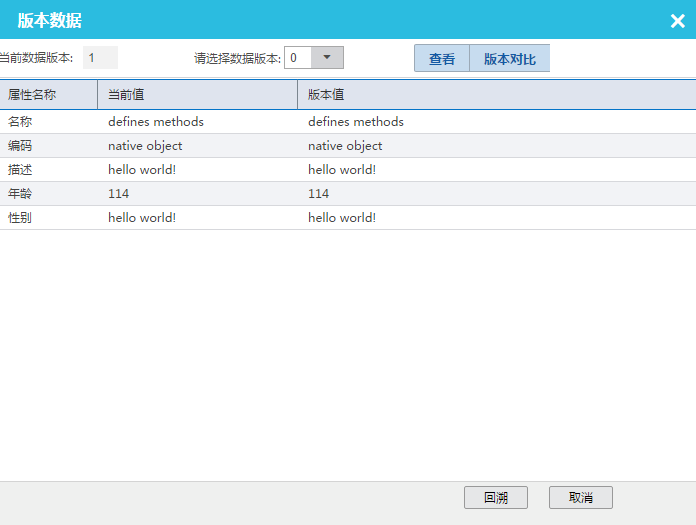 版本数据
当前数据版本: 1 请选择数据版本: 0 查看 版本对比
属性名称 当前值 版本值
名称 defines methods defines methods
编码 native object native object
描述 hello world! hello world!
年龄 114 114
性别 hello world! hello world!
回溯 取消